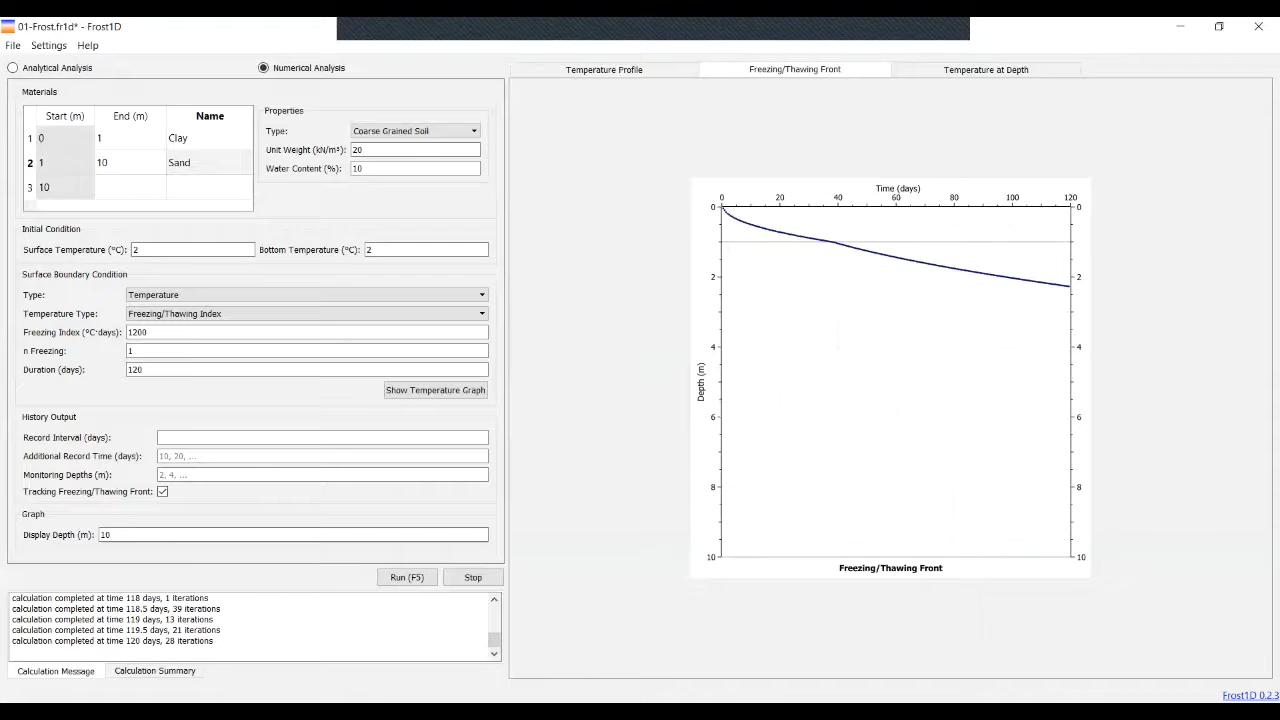 01-Frost.fr1d* - Frost1D
File Settings Help
Analytical Analysis
Numerical Analysis
Materials
Start (m) End (m) Name
1 0 1 Clay
2 1 10 Sand
3 10
Properties
Type: Coarse Grained Soil
Unit Weight (kN/m³): 20
Water Content (%): 10
Initial Condition
Surface Temperature (°C): 2 Bottom Temperature (°C): 2
Surface Boundary Condition
Type: Temperature
Temperature Type: Freezing/Thawing Index
Freezing Index (°C·days): 1200
n Freezing: 1
Duration (days): 120
Show Temperature Graph
History Output
Record Interval (days):
Additional Record Time (days): 10, 20, ...
Monitoring Depths (m): 2, 4, ...
Tracking Freezing/Thawing Front:
Graph
Display Depth (m): 10
Run (F5) Stop
calculation completed at time 118 days, 1 iterations
calculation completed at time 118.5 days, 39 iterations
calculation completed at time 119 days, 13 iterations
calculation completed at time 119.5 days, 21 iterations
calculation completed at time 120 days, 28 iterations
Calculation Message Calculation Summary
Temperature Profile Freezing/Thawing Front Temperature at Depth
Time (days)
0 20 40 60 80 100 120
0 0
2 2
4 4
Depth (m)
6 6
8 8
10 10
Freezing/Thawing Front
Frost1D 0.2.3